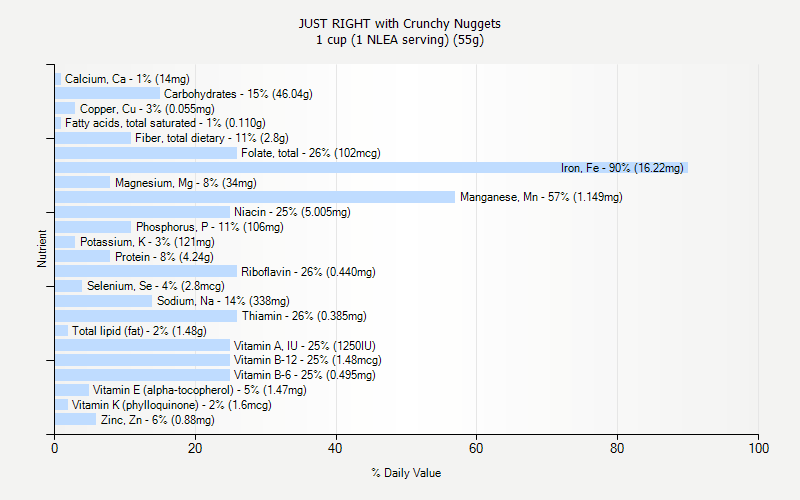 JUST RIGHT with Crunchy Nuggets
1 cup (1 NLEA serving) (55g)
Nutrient
Calcium, Ca - 1% (14mg)
Carbohydrates - 15% (46.04g)
Copper, Cu - 3% (0.055mg)
Fatty acids, total saturated - 1% (0.110g)
Fiber, total dietary - 11% (2.8g)
Folate, total - 26% (102mcg)
Iron, Fe - 90% (16.22mg)
Magnesium, Mg - 8% (34mg)
Manganese, Mn - 57% (1.149mg)
Niacin - 25% (5.005mg)
Phosphorus, P - 11% (106mg)
Potassium, K - 3% (121mg)
Protein - 8% (4.24g)
Riboflavin - 26% (0.440mg)
Selenium, Se - 4% (2.8mcg)
Sodium, Na - 14% (338mg)
Thiamin - 26% (0.385mg)
Total lipid (fat) - 2% (1.48g)
Vitamin A, IU - 25% (1250IU)
Vitamin B-12 - 25% (1.48mcg)
Vitamin B-6 - 25% (0.495mg)
Vitamin E (alpha-tocopherol) - 5% (1.47mg)
Vitamin K (phylloquinone) - 2% (1.6mcg)
Zinc, Zn - 6% (0.88mg)
0 20 40 60 80 100
% Daily Value